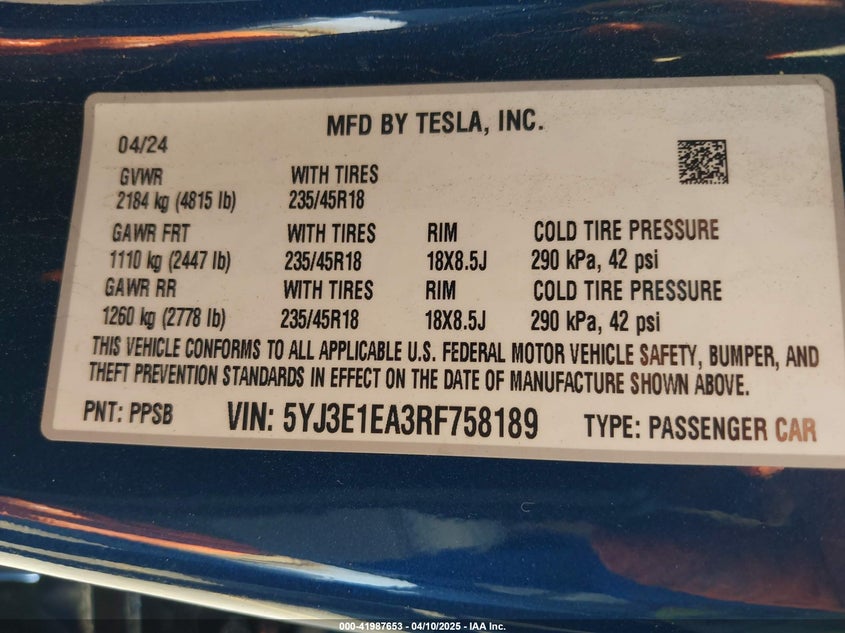 MFD BY TESLA, INC.
04/24
GVWR WITH TIRES
2184 kg (4815 lb) 235/45R18
GAWR FRT WITH TIRES RIM COLD TIRE PRESSURE
1110 kg (2447 lb) 235/45R18 18X8.5J 290 kPa, 42 psi
GAWR RR WITH TIRES RIM COLD TIRE PRESSURE
1260 kg (2778 lb) 235/45R18 18X8.5J 290 kPa, 42 psi
THIS VEHICLE CONFORMS TO ALL APPLICABLE U.S. FEDERAL MOTOR VEHICLE SAFETY, BUMPER, AND
THEFT PREVENTION STANDARDS IN EFFECT ON THE DATE OF MANUFACTURE SHOWN ABOVE.
PNT: PPSB VIN: 5YJ3E1EA3RF758189 TYPE: PASSENGER CAR
000-41987653 - 04/10/2025 - IAA Inc.